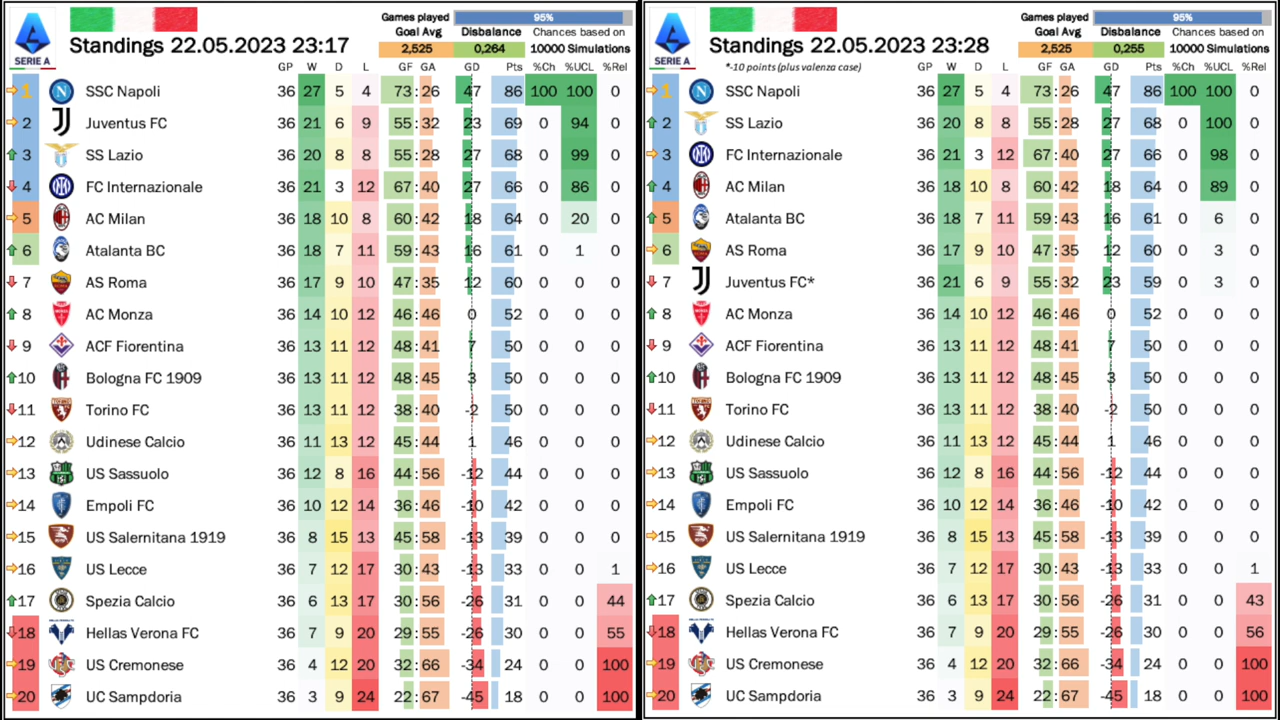 Games played 95%
Goal Avg Disbalance Chances based on
SERIE A Standings 22.05.2023 23:17 2,525 0,264 10000 Simulations
GP W D L GF GA GD Pts %Ch %UCL %Rel
1 SSC Napoli 36 27 5 4 73:26 47 86 100 100 0
2 Juventus FC 36 21 6 9 55:32 23 69 0 94 0
3 SS Lazio 36 20 8 8 55:28 27 68 0 99 0
4 FC Internazionale 36 21 3 12 67:40 27 66 0 86 0
5 AC Milan 36 18 10 8 60:42 18 64 0 20 0
6 Atalanta BC 36 18 7 11 59:43 16 61 0 1 0
7 AS Roma 36 17 9 10 47:35 12 60 0 0 0
8 AC Monza 36 14 10 12 46:46 0 52 0 0 0
9 ACF Fiorentina 36 13 11 12 48:41 7 50 0 0 0
10 Bologna FC 1909 36 13 11 12 48:45 3 50 0 0 0
11 Torino FC 36 13 11 12 38:40 -2 50 0 0 0
12 Udinese Calcio 36 11 13 12 45:44 1 46 0 0 0
13 US Sassuolo 36 12 8 16 44:56 -12 44 0 0 0
14 Empoli FC 36 10 12 14 36:46 -10 42 0 0 0
15 US Salernitana 1919 36 8 15 13 45:58 -13 39 0 0 0
16 US Lecce 36 7 12 17 30:43 -13 33 0 0 1
17 Spezia Calcio 36 6 13 17 30:56 -26 31 0 0 44
18 Hellas Verona FC 36 7 9 20 29:55 -26 30 0 0 55
19 US Cremonese 36 4 12 20 32:66 -34 24 0 0 100
20 UC Sampdoria 36 3 9 24 22:67 -45 18 0 0 100
Games played 95%
Goal Avg Disbalance Chances based on
SERIE A Standings 22.05.2023 23:28 2,525 0,255 10000 Simulations
*-10 points (plus valenza case) GP W D L GF GA GD Pts %Ch %UCL %Rel
1 SSC Napoli 36 27 5 4 73:26 47 86 100 100 0
2 SS Lazio 36 20 8 8 55:28 27 68 0 100 0
3 FC Internazionale 36 21 3 12 67:40 27 66 0 98 0
4 AC Milan 36 18 10 8 60:42 18 64 0 89 0
5 Atalanta BC 36 18 7 11 59:43 16 61 0 6 0
6 AS Roma 36 17 9 10 47:35 12 60 0 3 0
7 Juventus FC* 36 21 6 9 55:32 23 59 0 3 0
8 AC Monza 36 14 10 12 46:46 0 52 0 0 0
9 ACF Fiorentina 36 13 11 12 48:41 7 50 0 0 0
10 Bologna FC 1909 36 13 11 12 48:45 3 50 0 0 0
11 Torino FC 36 13 11 12 38:40 -2 50 0 0 0
12 Udinese Calcio 36 11 13 12 45:44 1 46 0 0 0
13 US Sassuolo 36 12 8 16 44:56 -12 44 0 0 0
14 Empoli FC 36 10 12 14 36:46 -10 42 0 0 0
15 US Salernitana 1919 36 8 15 13 45:58 -13 39 0 0 0
16 US Lecce 36 7 12 17 30:43 -13 33 0 0 1
17 Spezia Calcio 36 6 13 17 30:56 -26 31 0 0 43
18 Hellas Verona FC 36 7 9 20 29:55 -26 30 0 0 56
19 US Cremonese 36 4 12 20 32:66 -34 24 0 0 100
20 UC Sampdoria 36 3 9 24 22:67 -45 18 0 0 100